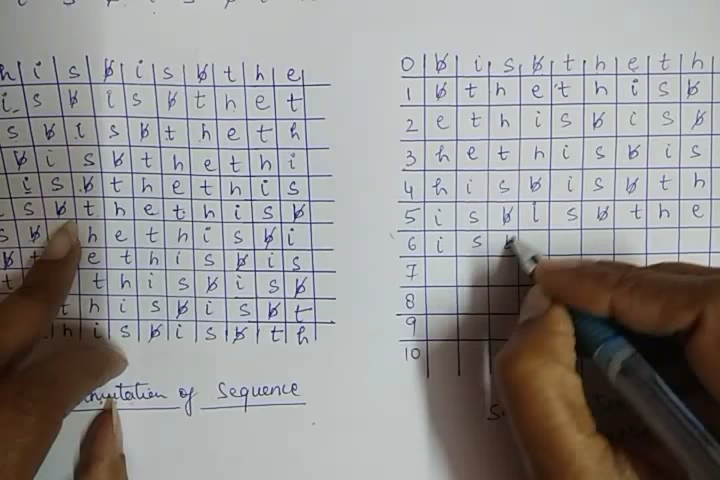 h i s b̸ i s b̸ t h e
i s b̸ i s b̸ t h e t
s b̸ i s b̸ t h e t h
b̸ i s b̸ t h e t h i
i s b̸ t h e t h i s
s b̸ t h e t h i s b̸
s b̸ h e t h i s b̸ i
b̸ t e t h i s b̸ i s
t t h i s b̸ i s b̸
t h i s b̸ i s b̸ t
h i s b̸ i s b̸ t h
of Sequence
0 b̸ i s b̸ t h e t h
1 b̸ t h e t h i s b̸
2 e t h i s b̸ i s b̸
3 h e t h i s b̸ i s
4 h i s b̸ i s b̸ t h
5 i s b̸ i s b̸ t h e
6 i s
7
8
9
10